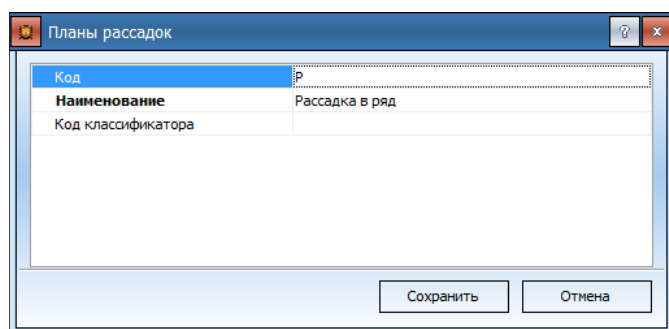 Планы рассадок
? x
Код Р
Наименование Рассадка в ряд
Код классификатора
Сохранить Отмена